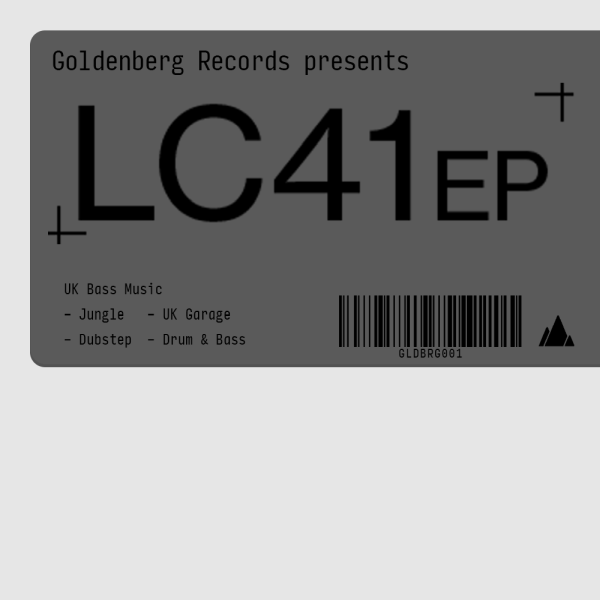 Goldenberg Records presents
LC41EP
UK Bass Music
- Jungle - UK Garage
- Dubstep - Drum & Bass
GLDBRG001